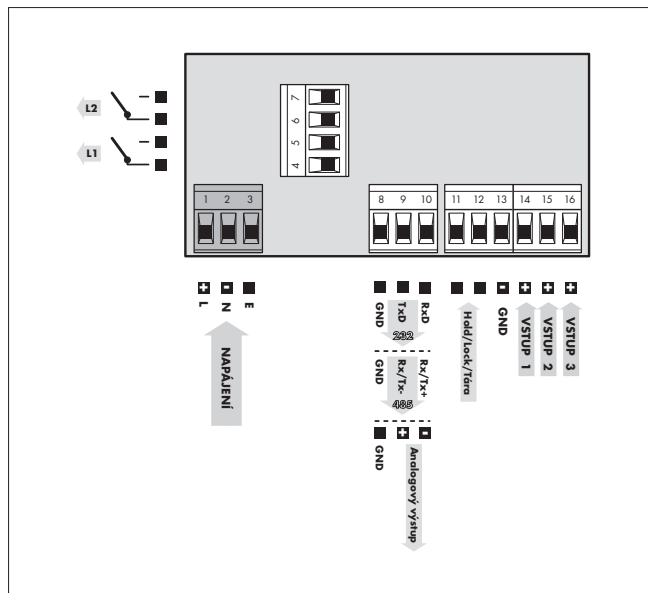 L2
L1
7
6
5
4
1 2 3
8 9 10
11 12 13 14 15 16
+ L
- N
E
NAPÁJENÍ
GND
TxD
RxD
232
GND
Rx/Tx-
Rx/Tx+
485
GND
+
-
Analogový výstup
Hold/Lock/Tára
- GND
+ VSTUP 1
+ VSTUP 2
+ VSTUP 3